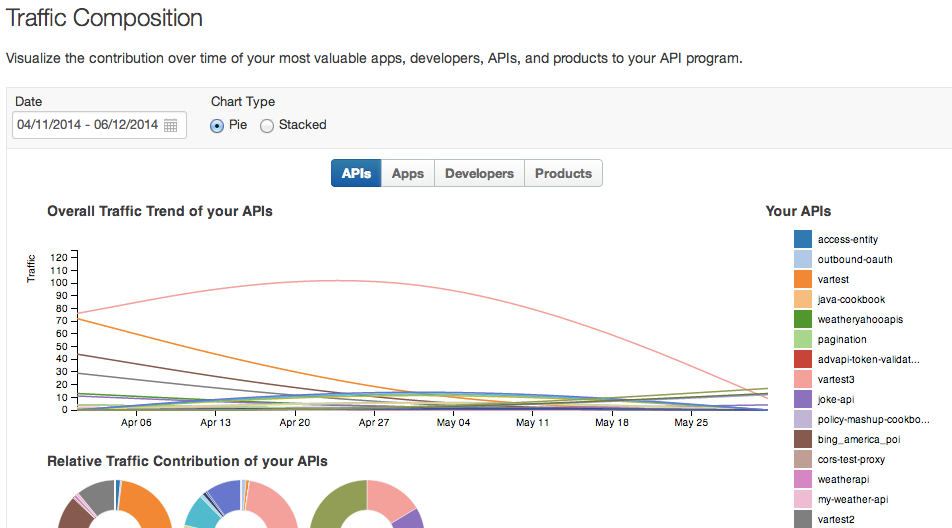 Traffic Composition
Visualize the contribution over time of your most valuable apps, developers, APIs, and products to your API program.
Date
Chart Type
04/11/2014 - 06/12/2014
Pie
Stacked
APIs
Apps
Developers
Products
Overall Traffic Trend of your APIs
Traffic
120
110
100
90
80
70
60
50
40
30
20
10
0
Apr 06
Apr 13
Apr 20
Apr 27
May 04
May 11
May 18
May 25
Your APIs
access-entity
outbound-oauth
vartest
java-cookbook
weatheryahooapis
pagination
advapi-token-validat...
vartest3
joke-api
policy-mashup-cookbo...
bing_america_poi
cors-test-proxy
weatherapi
my-weather-api
vartest2
Relative Traffic Contribution of your APIs